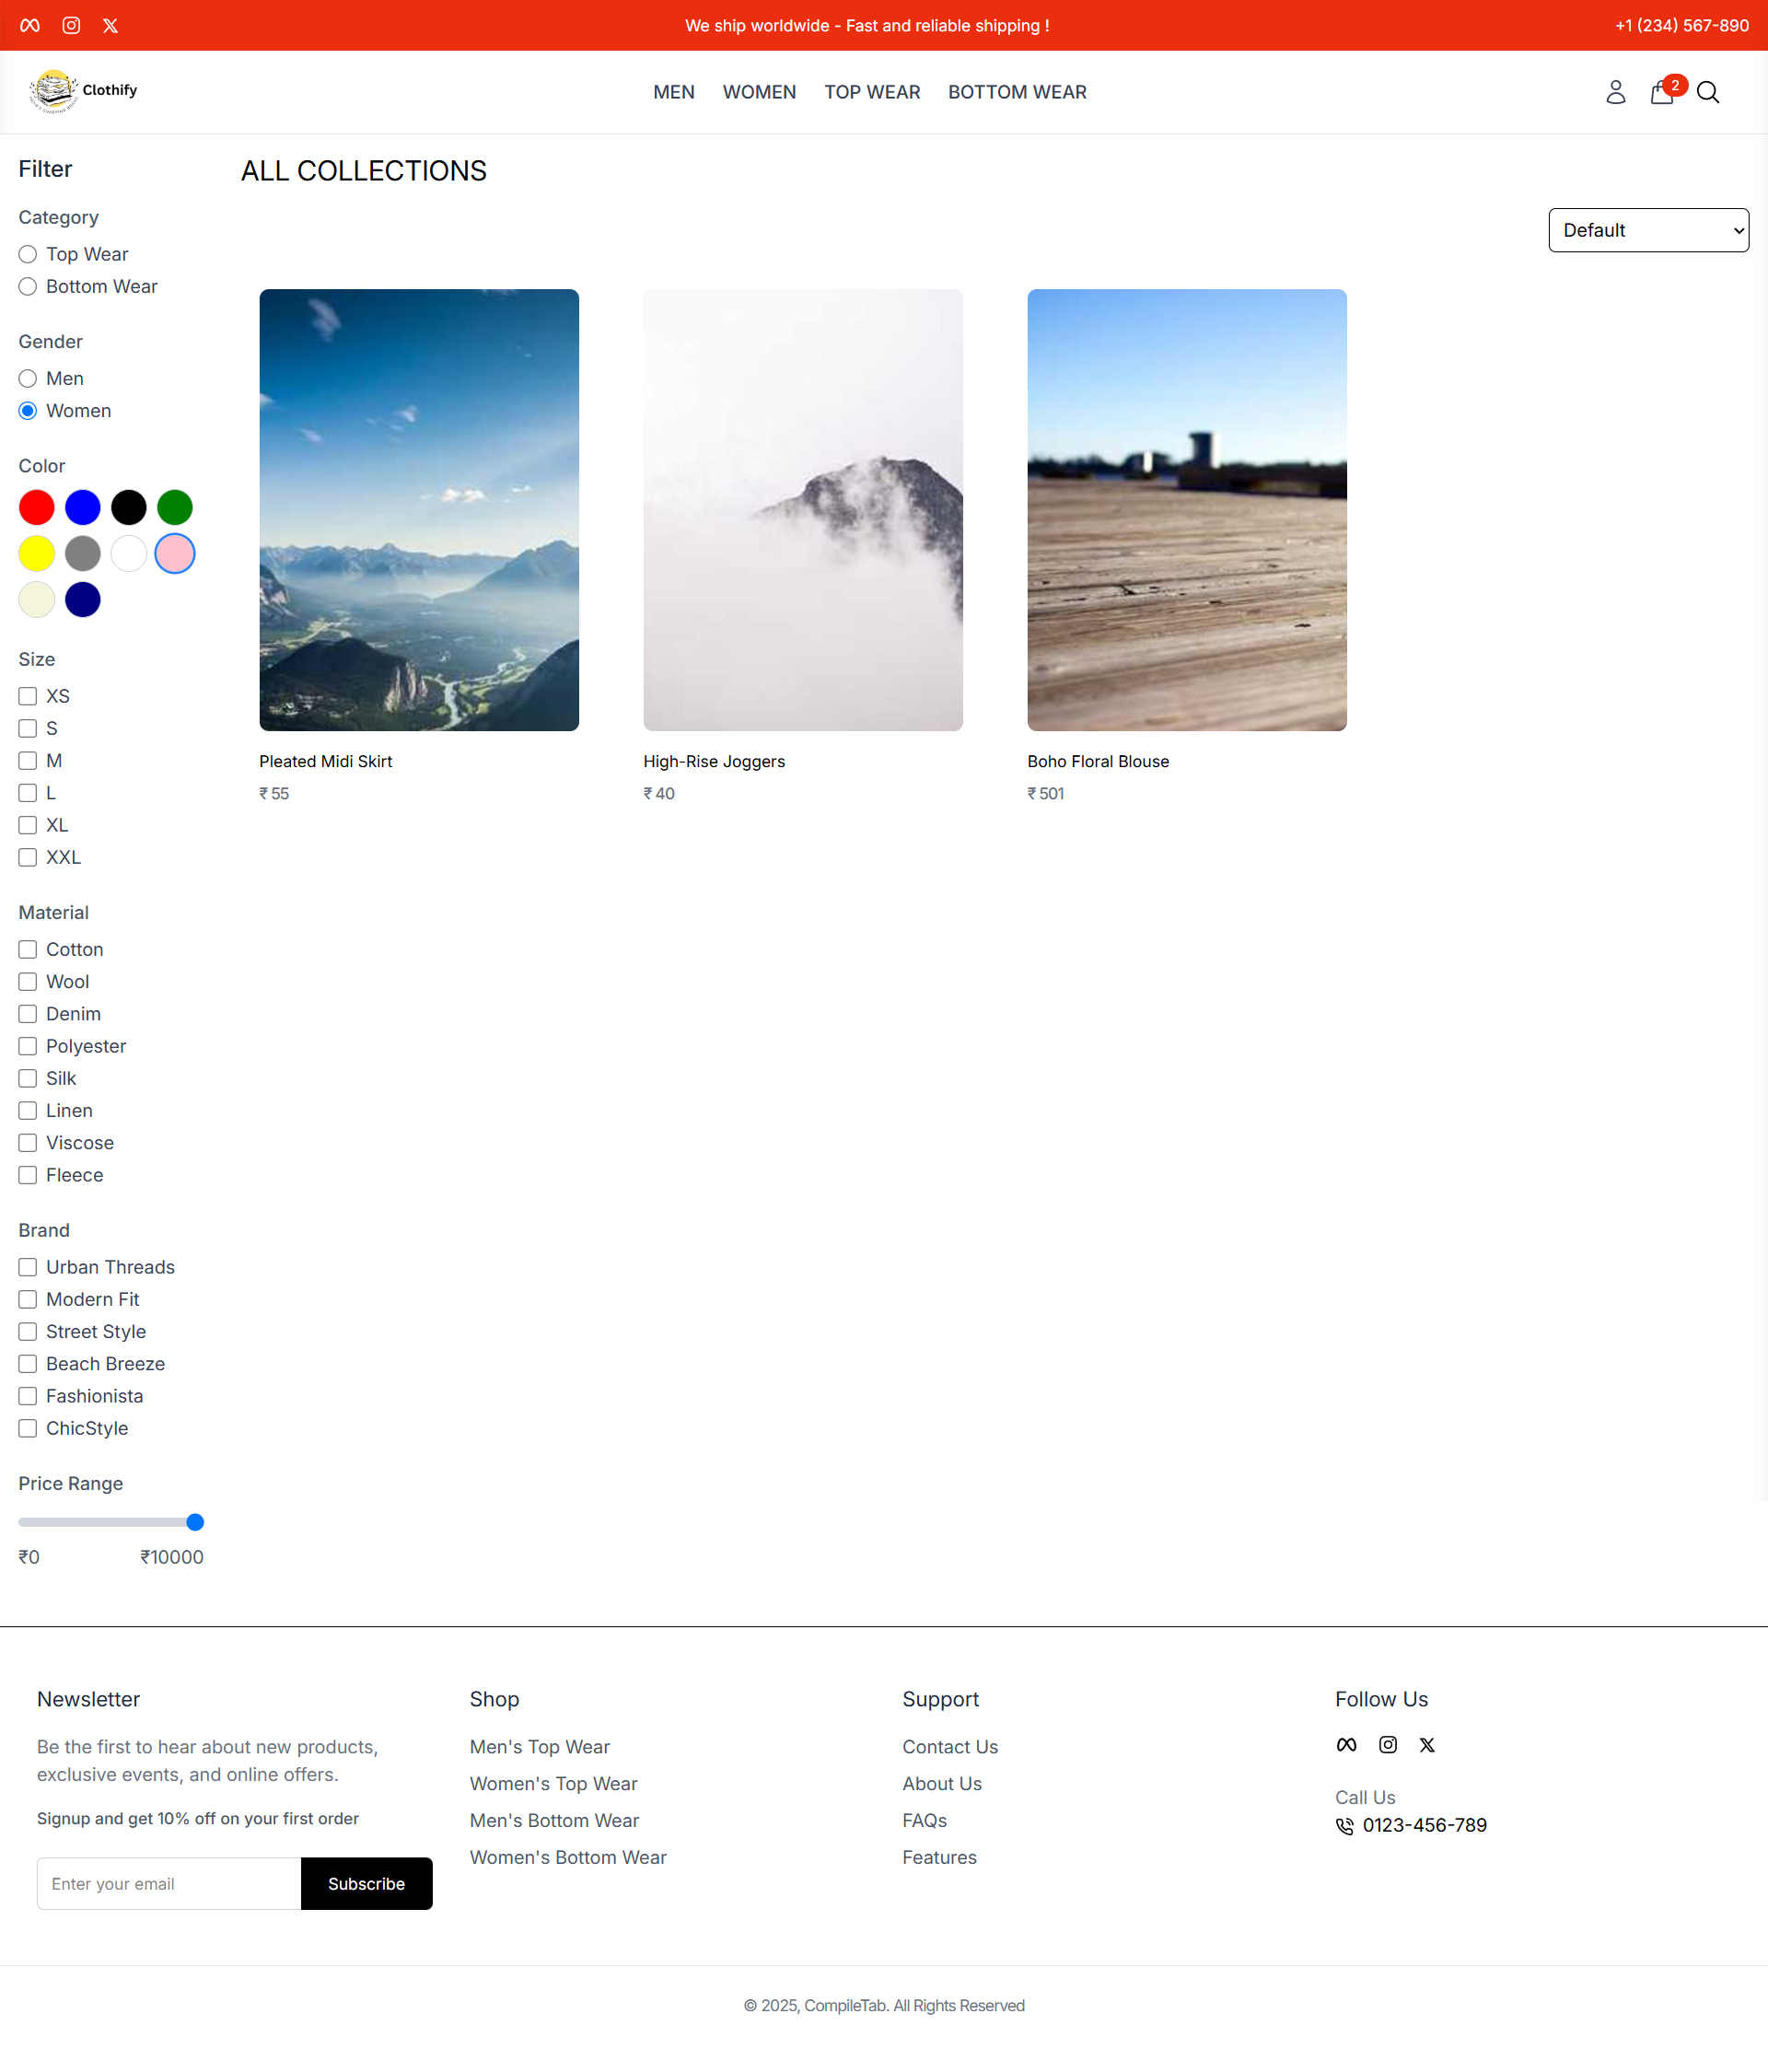 We ship worldwide - Fast and reliable shipping !
+1 (234) 567-890
Clothify
MEN
WOMEN
TOP WEAR
BOTTOM WEAR
2
Filter
Category
Top Wear
Bottom Wear
Gender
Men
Women
Color
Size
XS
S
M
L
XL
XXL
Material
Cotton
Wool
Denim
Polyester
Silk
Linen
Viscose
Fleece
Brand
Urban Threads
Modern Fit
Street Style
Beach Breeze
Fashionista
ChicStyle
Price Range
₹0
₹10000
ALL COLLECTIONS
Default
Pleated Midi Skirt
₹ 55
High-Rise Joggers
₹ 40
Boho Floral Blouse
₹ 501
Newsletter
Be the first to hear about new products,
exclusive events, and online offers.
Signup and get 10% off on your first order
Enter your email
Subscribe
Shop
Men's Top Wear
Women's Top Wear
Men's Bottom Wear
Women's Bottom Wear
Support
Contact Us
About Us
FAQs
Features
Follow Us
Call Us
0123-456-789
© 2025, CompileTab. All Rights Reserved